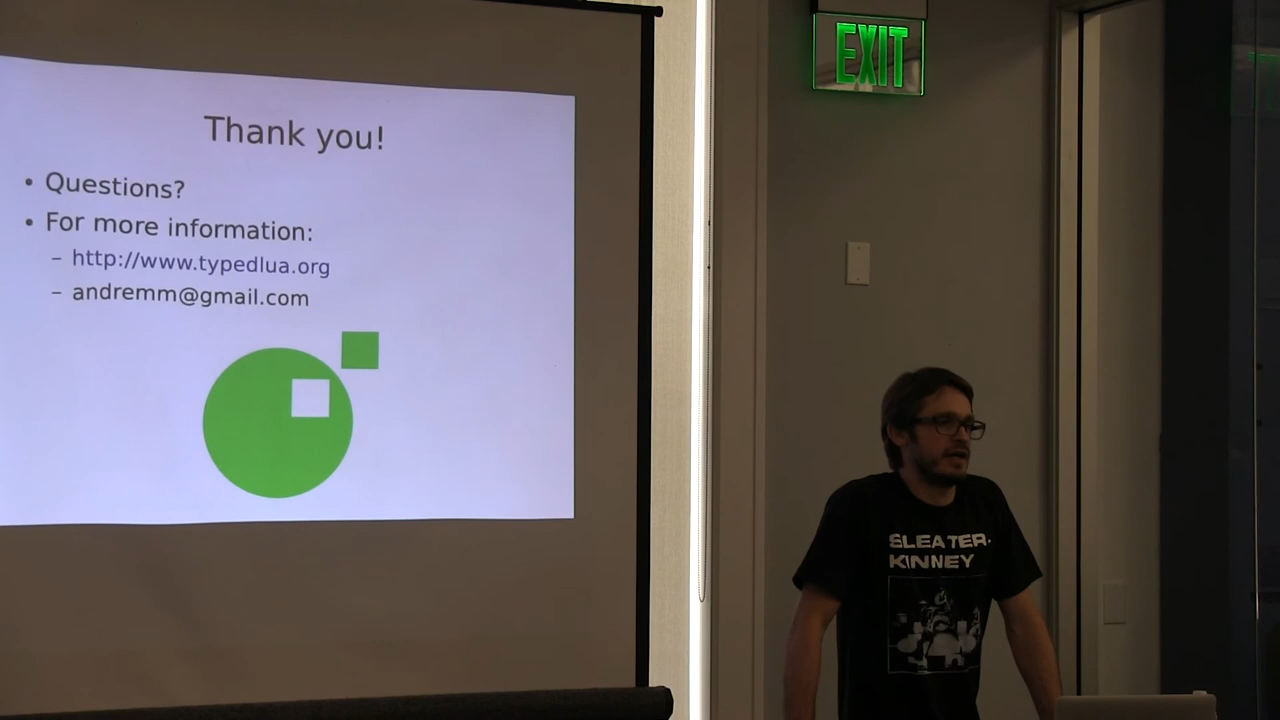 Thank you!
• Questions?
• For more information:
– http://www.typedlua.org
– andremm@gmail.com
EXIT
SLEATER-
KINNEY